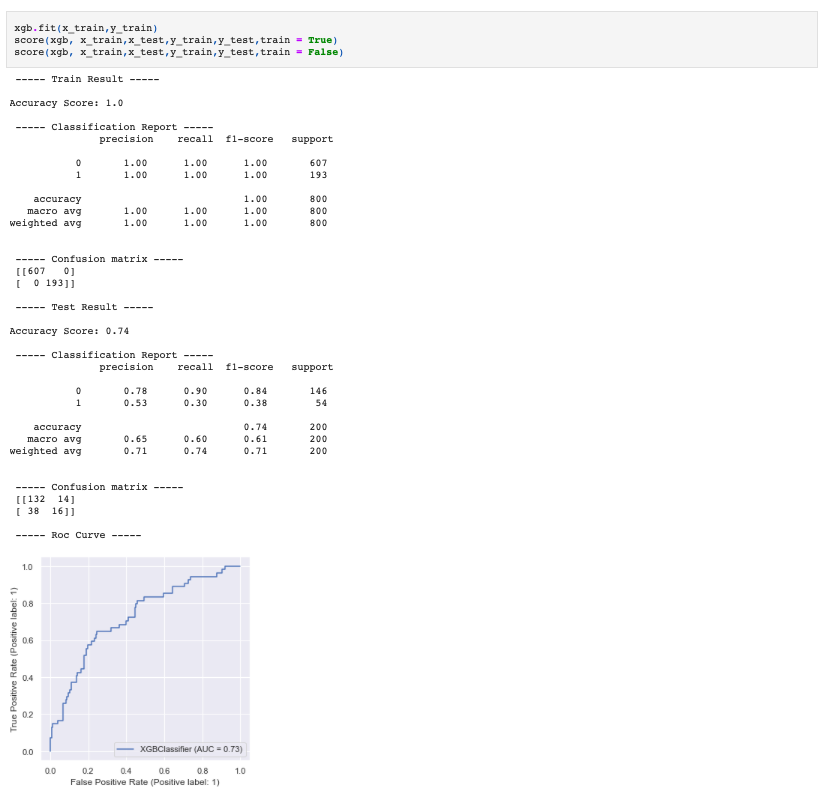 xgb.fit(x_train,y_train)
score(xgb, x_train,x_test,y_train,y_test,train = True)
score(xgb, x_train,x_test,y_train,y_test,train = False)
----- Train Result -----
Accuracy Score: 1.0
----- Classification Report -----
precision recall f1-score support
0 1.00 1.00 1.00 607
1 1.00 1.00 1.00 193
accuracy 1.00 800
macro avg 1.00 1.00 1.00 800
weighted avg 1.00 1.00 1.00 800
----- Confusion matrix -----
[[607 0]
[ 0 193]]
----- Test Result -----
Accuracy Score: 0.74
----- Classification Report -----
precision recall f1-score support
0 0.78 0.90 0.84 146
1 0.53 0.30 0.38 54
accuracy 0.74 200
macro avg 0.65 0.60 0.61 200
weighted avg 0.71 0.74 0.71 200
----- Confusion matrix -----
[[132 14]
[ 38 16]]
----- Roc Curve -----
1.0
0.8
0.6
0.4
0.2
0.0
True Positive Rate (Positive label: 1)
XGBClassifier (AUC = 0.73)
0.0 0.2 0.4 0.6 0.8 1.0
False Positive Rate (Positive label: 1)